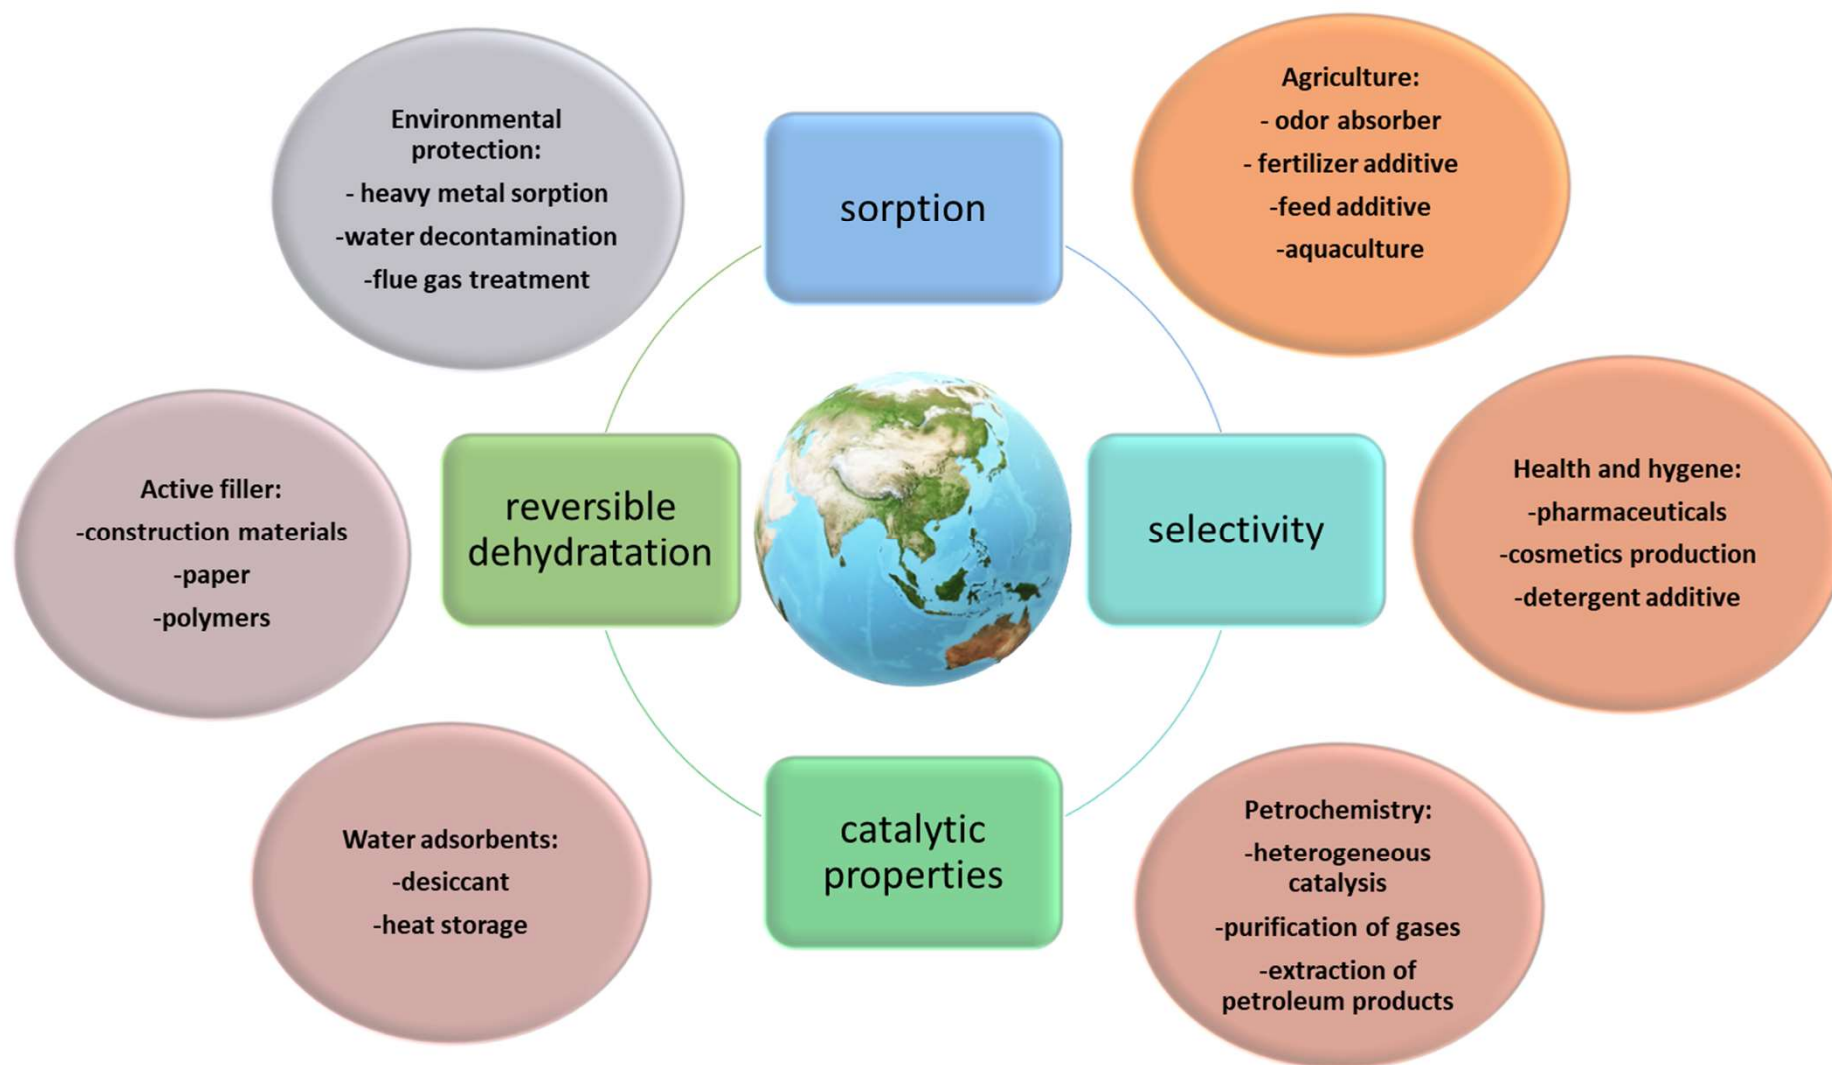 Environmental
protection:
- heavy metal sorption
-water decontamination
-flue gas treatment
sorption
Agriculture:
- odor absorber
- fertilizer additive
-feed additive
-aquaculture
Active filler:
-construction materials
-paper
-polymers
reversible
dehydratation
selectivity
Health and hygene:
-pharmaceuticals
-cosmetics production
-detergent additive
Water adsorbents:
-desiccant
-heat storage
catalytic
properties
Petrochemistry:
-heterogeneous
catalysis
-purification of gases
-extraction of
petroleum products